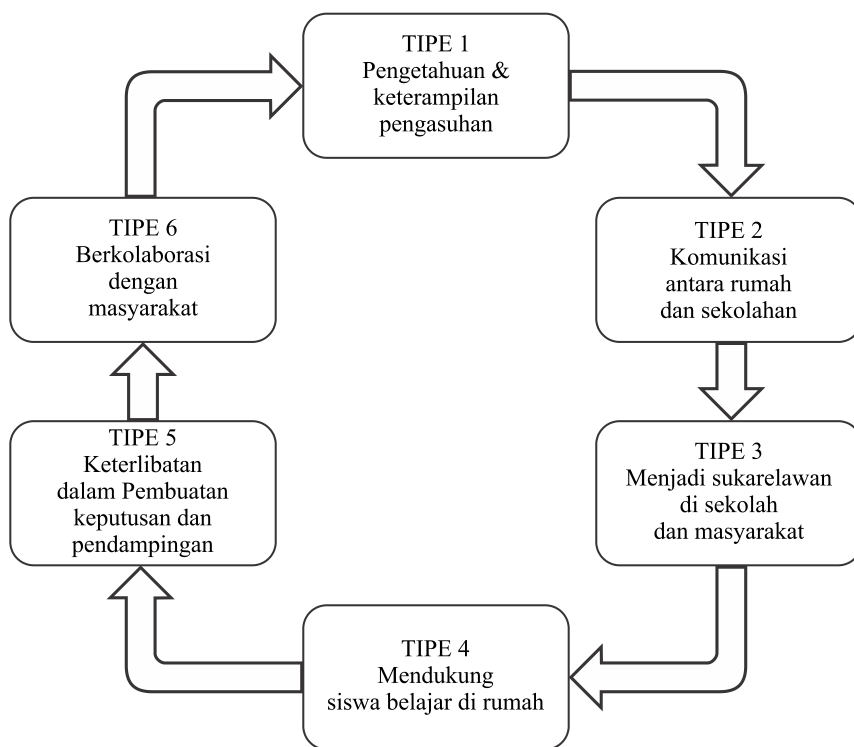 TIPE 1
Pengetahuan &
keterampilan
pengasuhan
TIPE 2
Komunikasi
antara rumah
dan sekolahan
TIPE 3
Menjadi sukarelawan
di sekolah
dan masyarakat
TIPE 4
Mendukung
siswa belajar di rumah
TIPE 5
Keterlibatan
dalam Pembuatan
keputusan dan
pendampingan
TIPE 6
Berkolaborasi
dengan
masyarakat